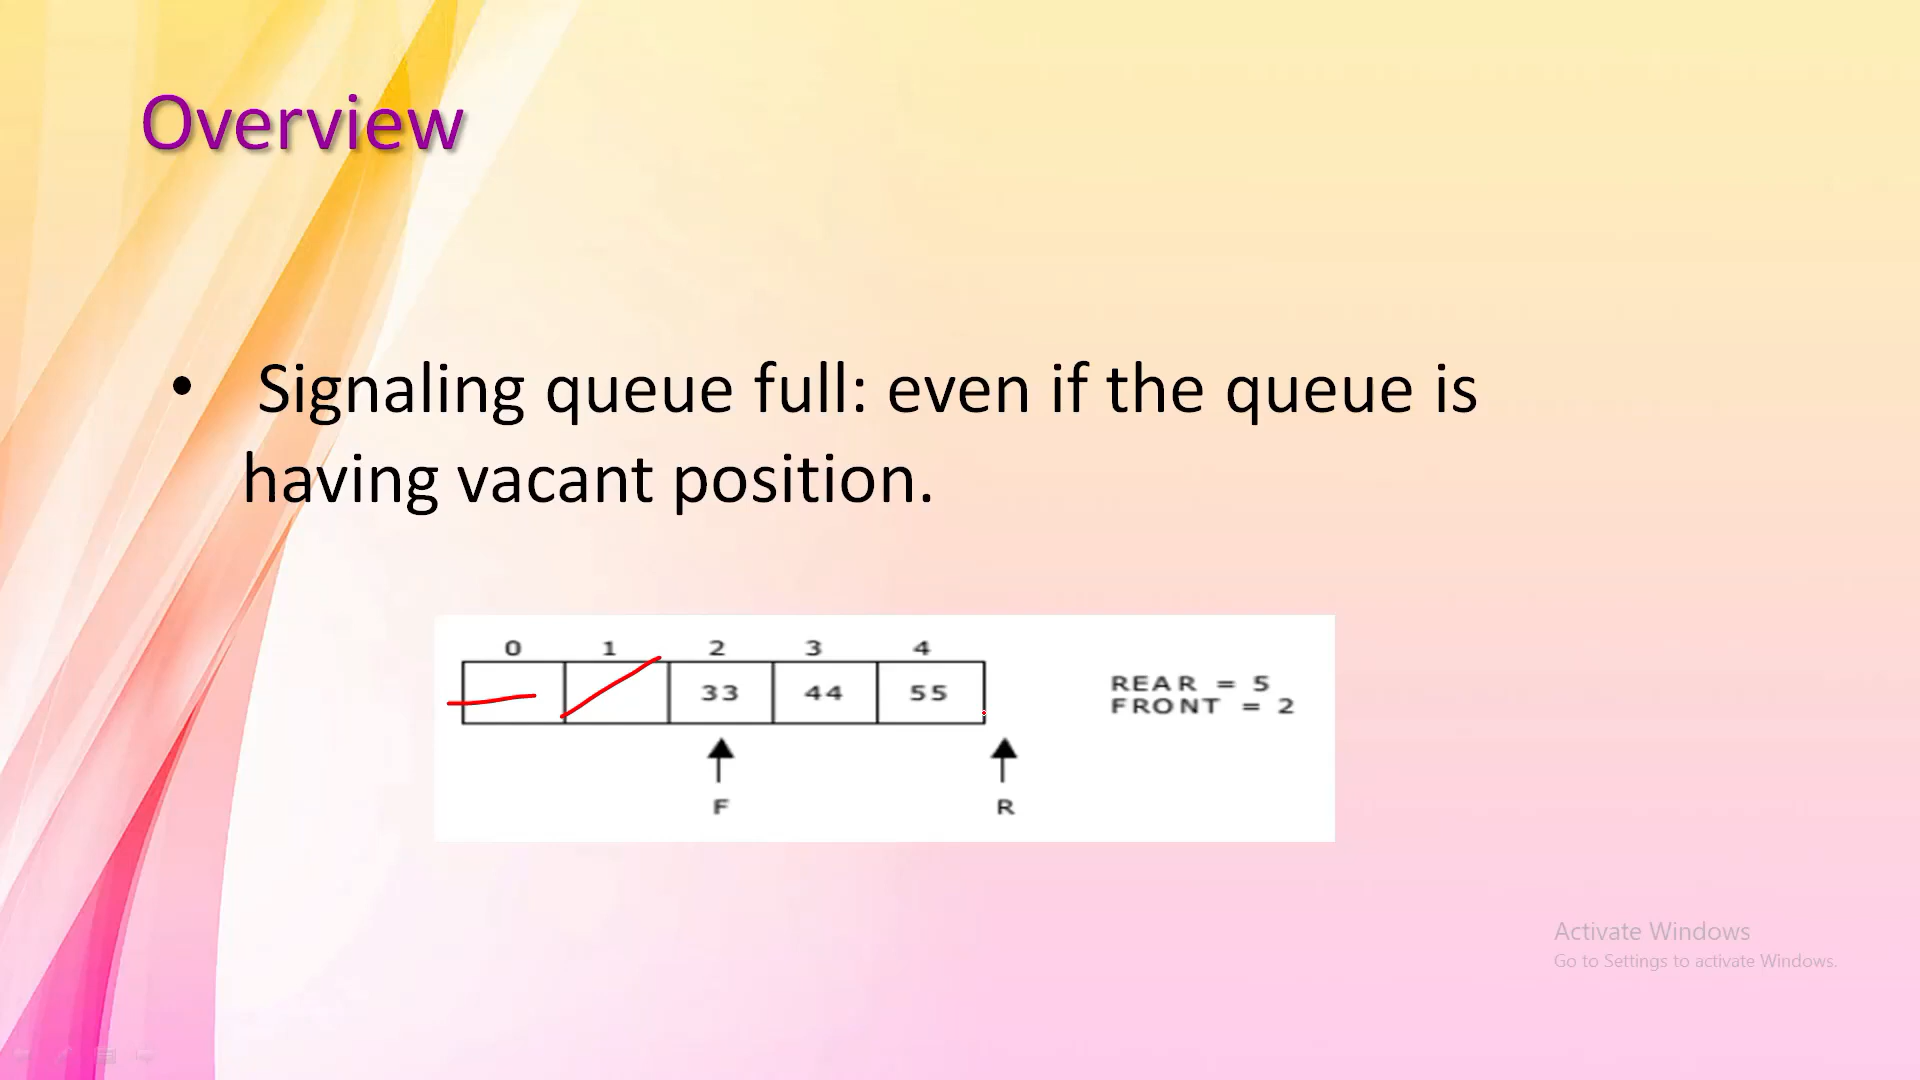 Overview
• Signaling queue full: even if the queue is
having vacant position.
0 1 2 3 4
33 44 55
REAR = 5
FRONT = 2
F R
Activate Windows
Go to Settings to activate Windows.